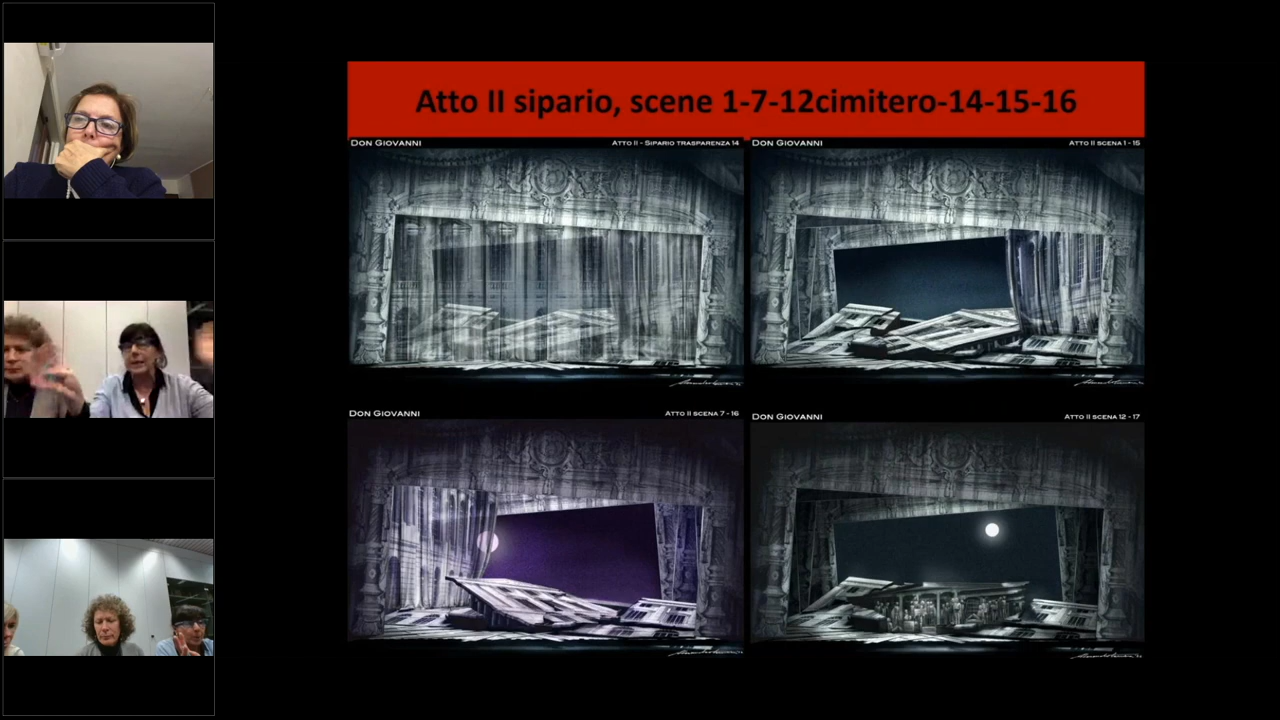 Atto II sipario, scene 1-7-12cimitero-14-15-16
DON GIOVANNI
ATTO II - SIPARIO TRASPARENZA 14
DON GIOVANNI
ATTO II SCENA 1 - 15
DON GIOVANNI
ATTO II SCENA 7 - 16
DON GIOVANNI
ATTO II SCENA 12 - 17